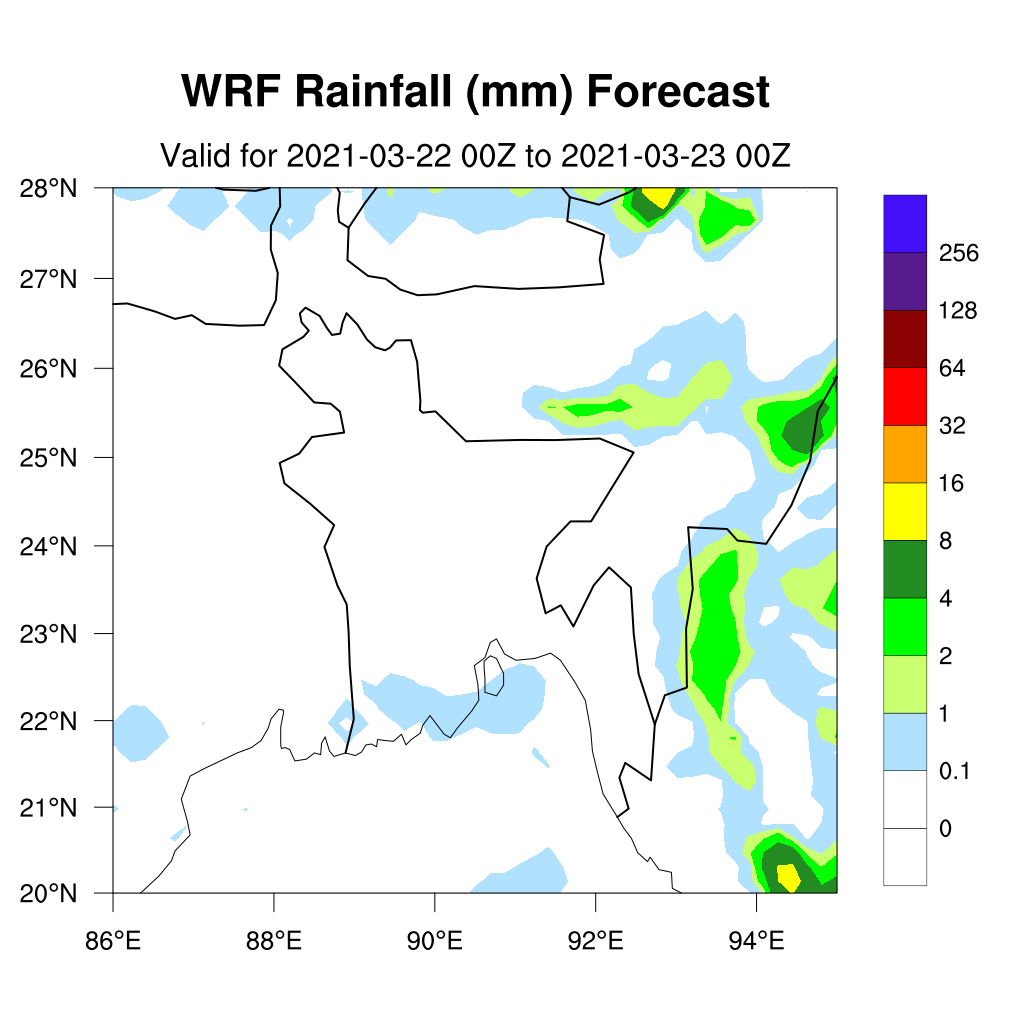 WRF Rainfall (mm) Forecast
Valid for 2021-03-22 00Z to 2021-03-23 00Z
28°N
27°N
26°N
25°N
24°N
23°N
22°N
21°N
20°N
86°E 88°E 90°E 92°E 94°E
256
128
64
32
16
8
4
2
1
0.1
0